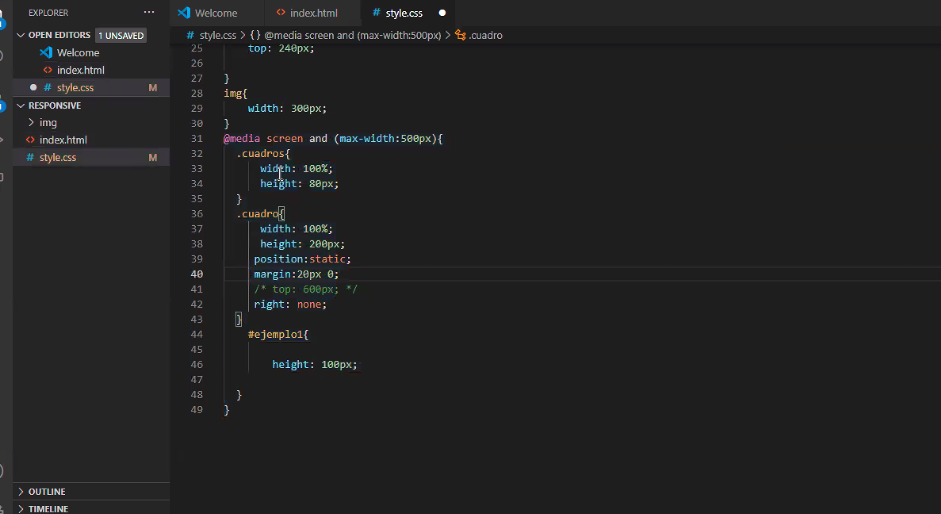 EXPLORER ···
OPEN EDITORS 1 UNSAVED
Welcome
index.html
style.css M
RESPONSIVE
img
index.html
style.css M
OUTLINE
TIMELINE
Welcome index.html style.css
style.css > {} @media screen and (max-width:500px) > .cuadro
25 top: 240px;
26
27 }
28 img{
29 width: 300px;
30 }
31 @media screen and (max-width:500px){
32 .cuadros{
33 width: 100%;
34 height: 80px;
35 }
36 .cuadro{
37 width: 100%;
38 height: 200px;
39 position:static;
40 margin:20px 0;
41 /* top: 600px; */
42 right: none;
43 }
44 #ejemplo1{
45
46 height: 100px;
47
48 }
49 }